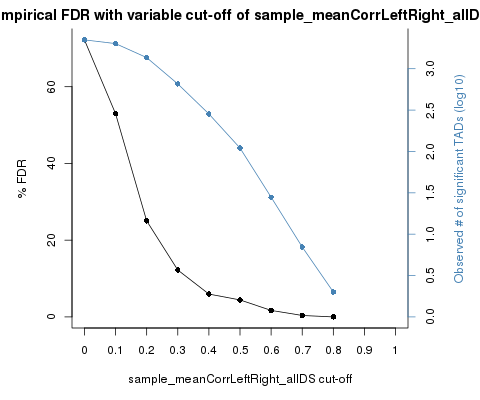 mpirical FDR with variable cut-off of sample_meanCorrLeftRight_allD
% FDR
0
20
40
60
0.0
0.5
1.0
1.5
2.0
2.5
3.0
Observed # of significant TADs (log10)
0 0.1 0.2 0.3 0.4 0.5 0.6 0.7 0.8 0.9 1
sample_meanCorrLeftRight_allDS cut-off